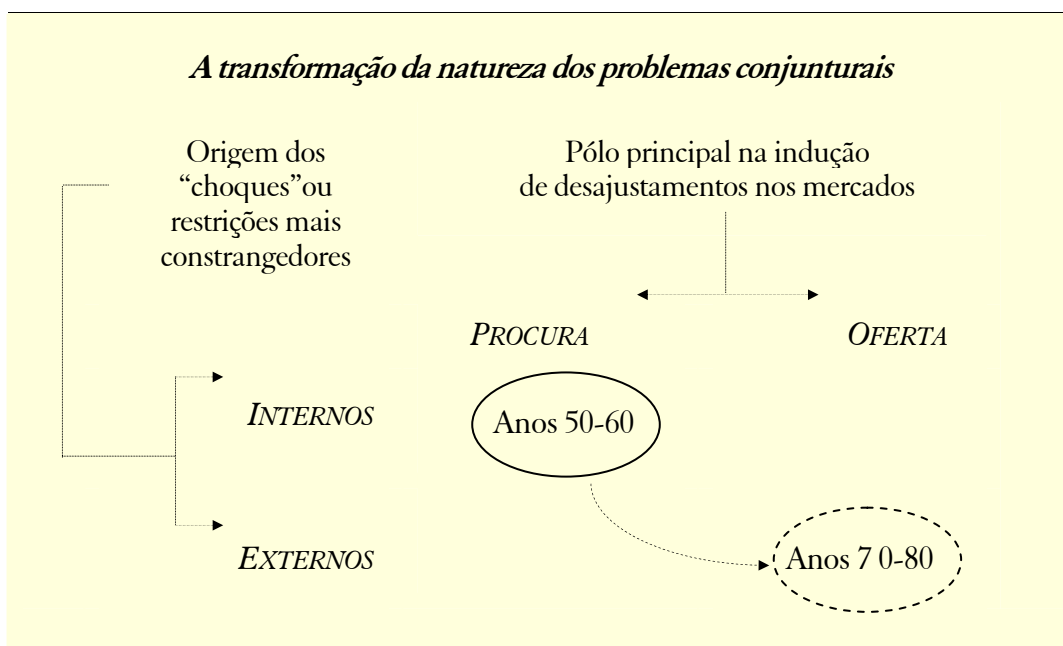 A transformação da natureza dos problemas conjunturais
Origem dos
“choques”ou
restrições mais
constrangedores
Pólo principal na indução
de desajustamentos nos mercados
PROCURA
OFERTA
INTERNOS
Anos 50-60
EXTERNOS
Anos 7 0-80